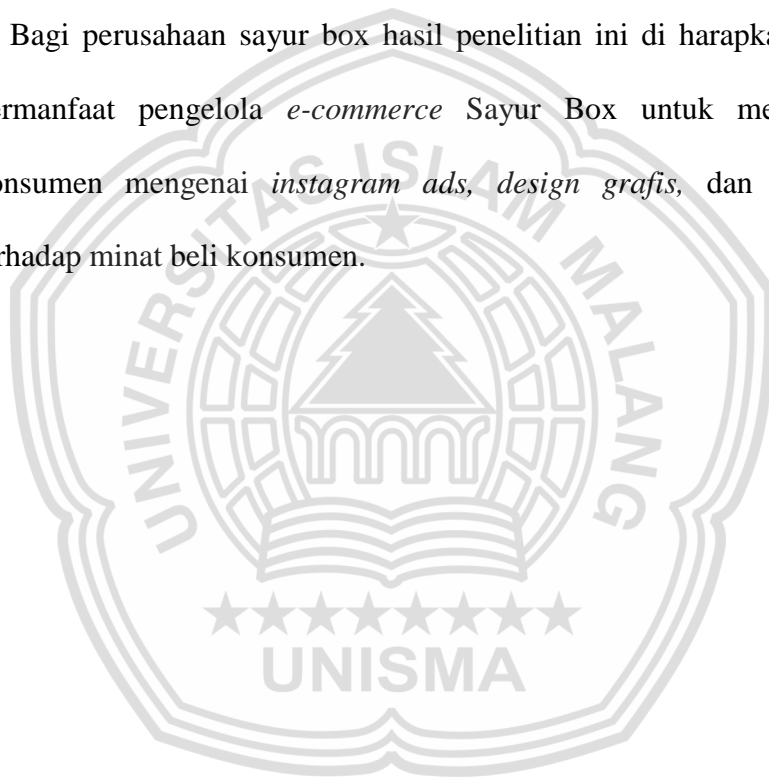 Bagi perusahaan sayur box hasil penelitian ini di harapka
ermanfaat pengelola e-commerce Sayur Box untuk me
onsumen mengenai instagram ads, design grafis, dan
rhadap minat beli konsumen.
UNIVERSITAS ISLAM MALANG
UNISMA